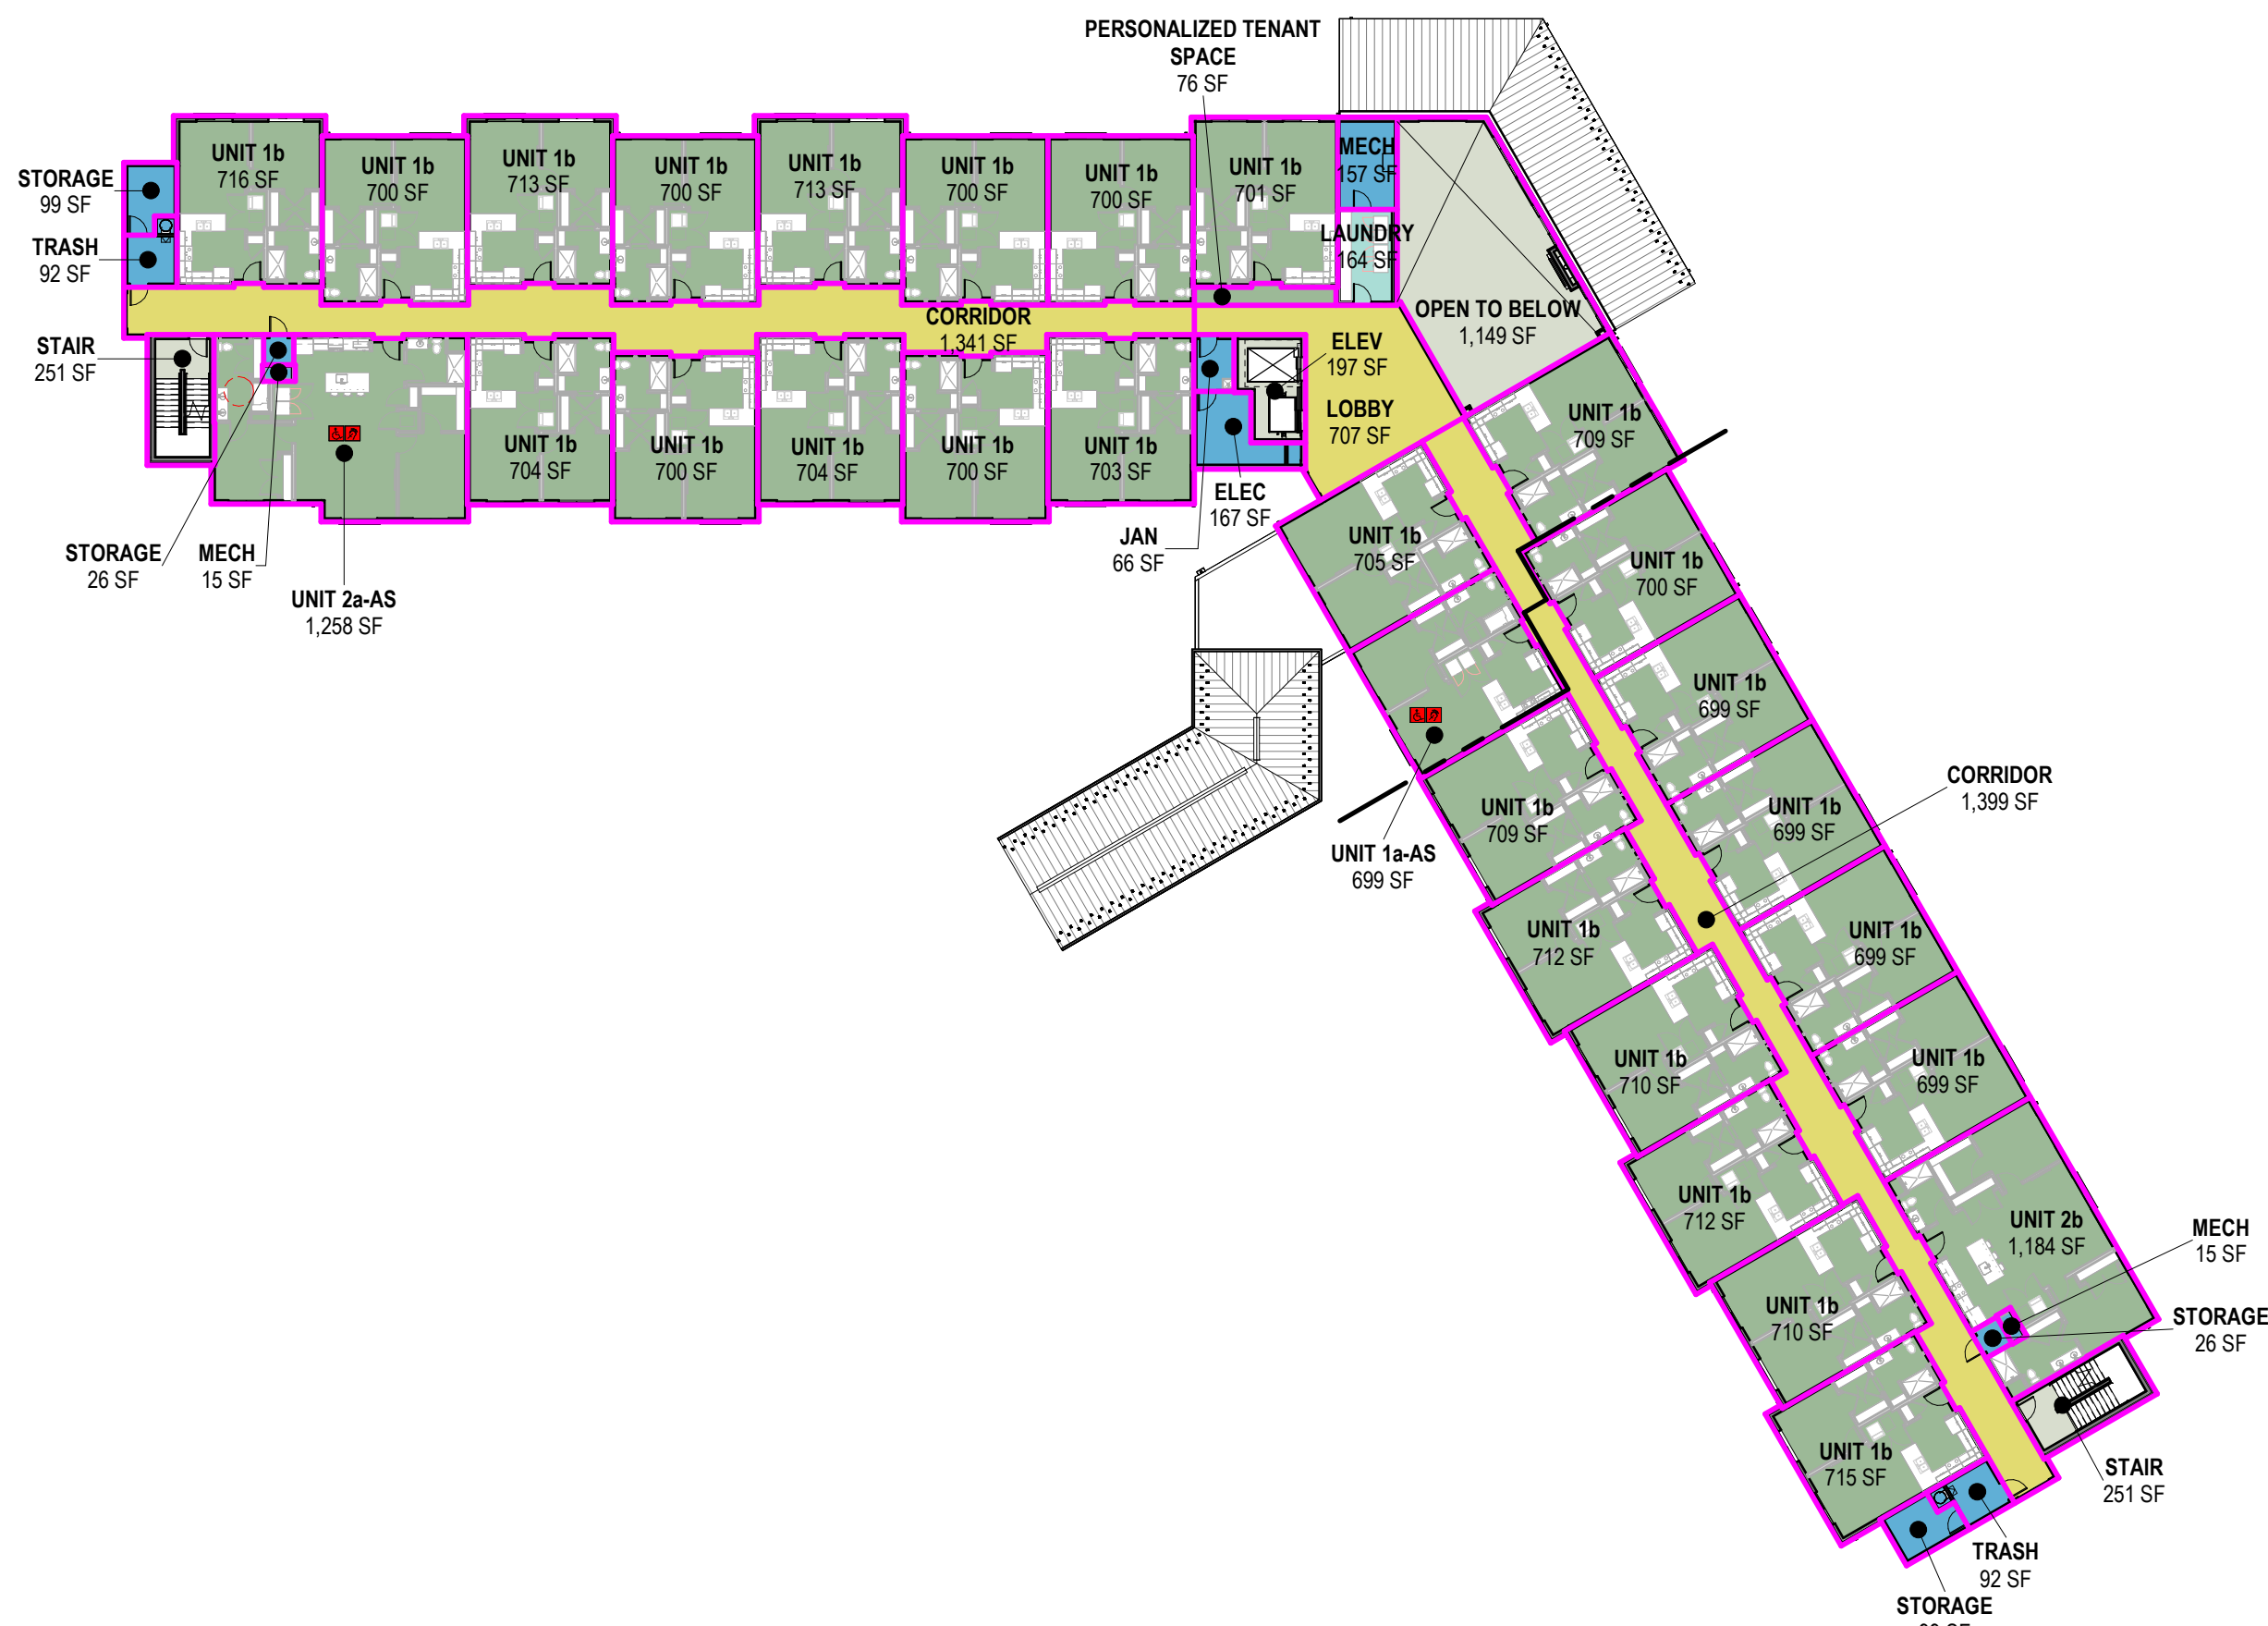 PERSONALIZED TENANT
SPACE
76 SF
UNIT 1b
716 SF
UNIT 1b
700 SF
UNIT 1b
713 SF
UNIT 1b
700 SF
UNIT 1b
713 SF
UNIT 1b
700 SF
UNIT 1b
700 SF
UNIT 1b
701 SF
MECH
157 SF
LAUNDRY
164 SF
STORAGE
99 SF
TRASH
92 SF
STAIR
251 SF
CORRIDOR
1,341 SF
OPEN TO BELOW
1,149 SF
ELEV
197 SF
LOBBY
707 SF
UNIT 1b
704 SF
UNIT 1b
700 SF
UNIT 1b
704 SF
UNIT 1b
700 SF
UNIT 1b
703 SF
ELEC
167 SF
JAN
66 SF
STORAGE
26 SF
MECH
15 SF
UNIT 2a-AS
1,258 SF
UNIT 1b
709 SF
UNIT 1b
705 SF
UNIT 1b
700 SF
UNIT 1b
699 SF
UNIT 1b
699 SF
CORRIDOR
1,399 SF
UNIT 1b
709 SF
UNIT 1a-AS
699 SF
UNIT 1b
712 SF
UNIT 1b
699 SF
UNIT 1b
710 SF
UNIT 1b
699 SF
UNIT 1b
712 SF
UNIT 2b
1,184 SF
MECH
15 SF
STORAGE
26 SF
UNIT 1b
710 SF
UNIT 1b
715 SF
STAIR
251 SF
TRASH
92 SF
STORAGE